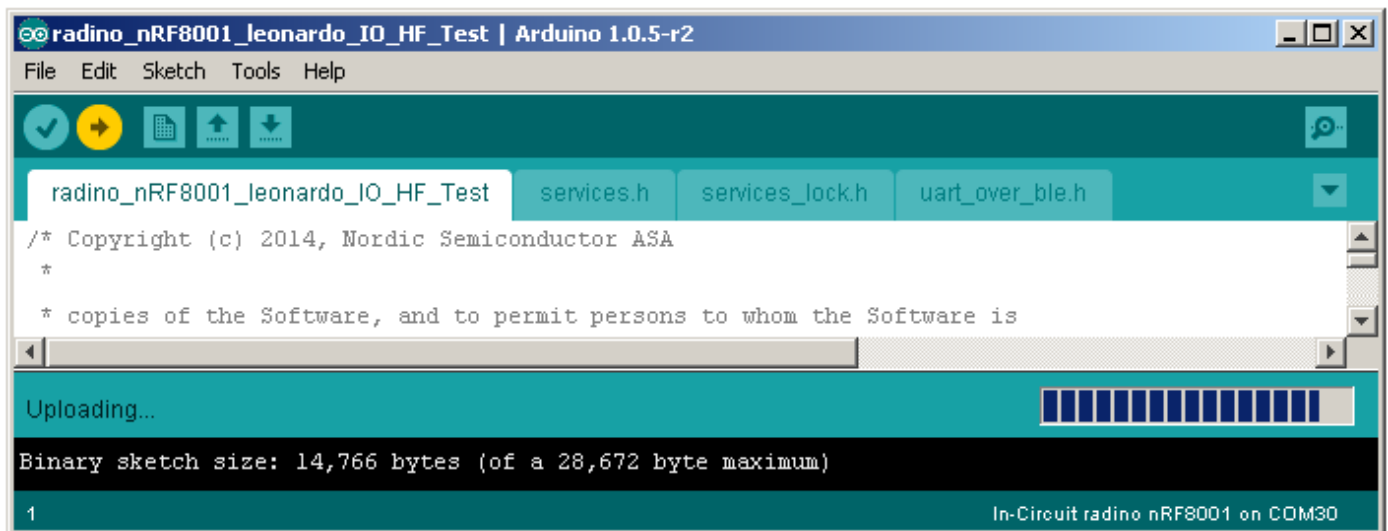 radino_nRF8001_leonardo_IO_HF_Test | Arduino 1.0.5-r2
File Edit Sketch Tools Help
radino_nRF8001_leonardo_IO_HF_Test services.h services_lock.h uart_over_ble.h
/* Copyright (c) 2014, Nordic Semiconductor ASA
*
* copies of the Software, and to permit persons to whom the Software is
Uploading...
Binary sketch size: 14,766 bytes (of a 28,672 byte maximum)
1 In-Circuit radino nRF8001 on COM30